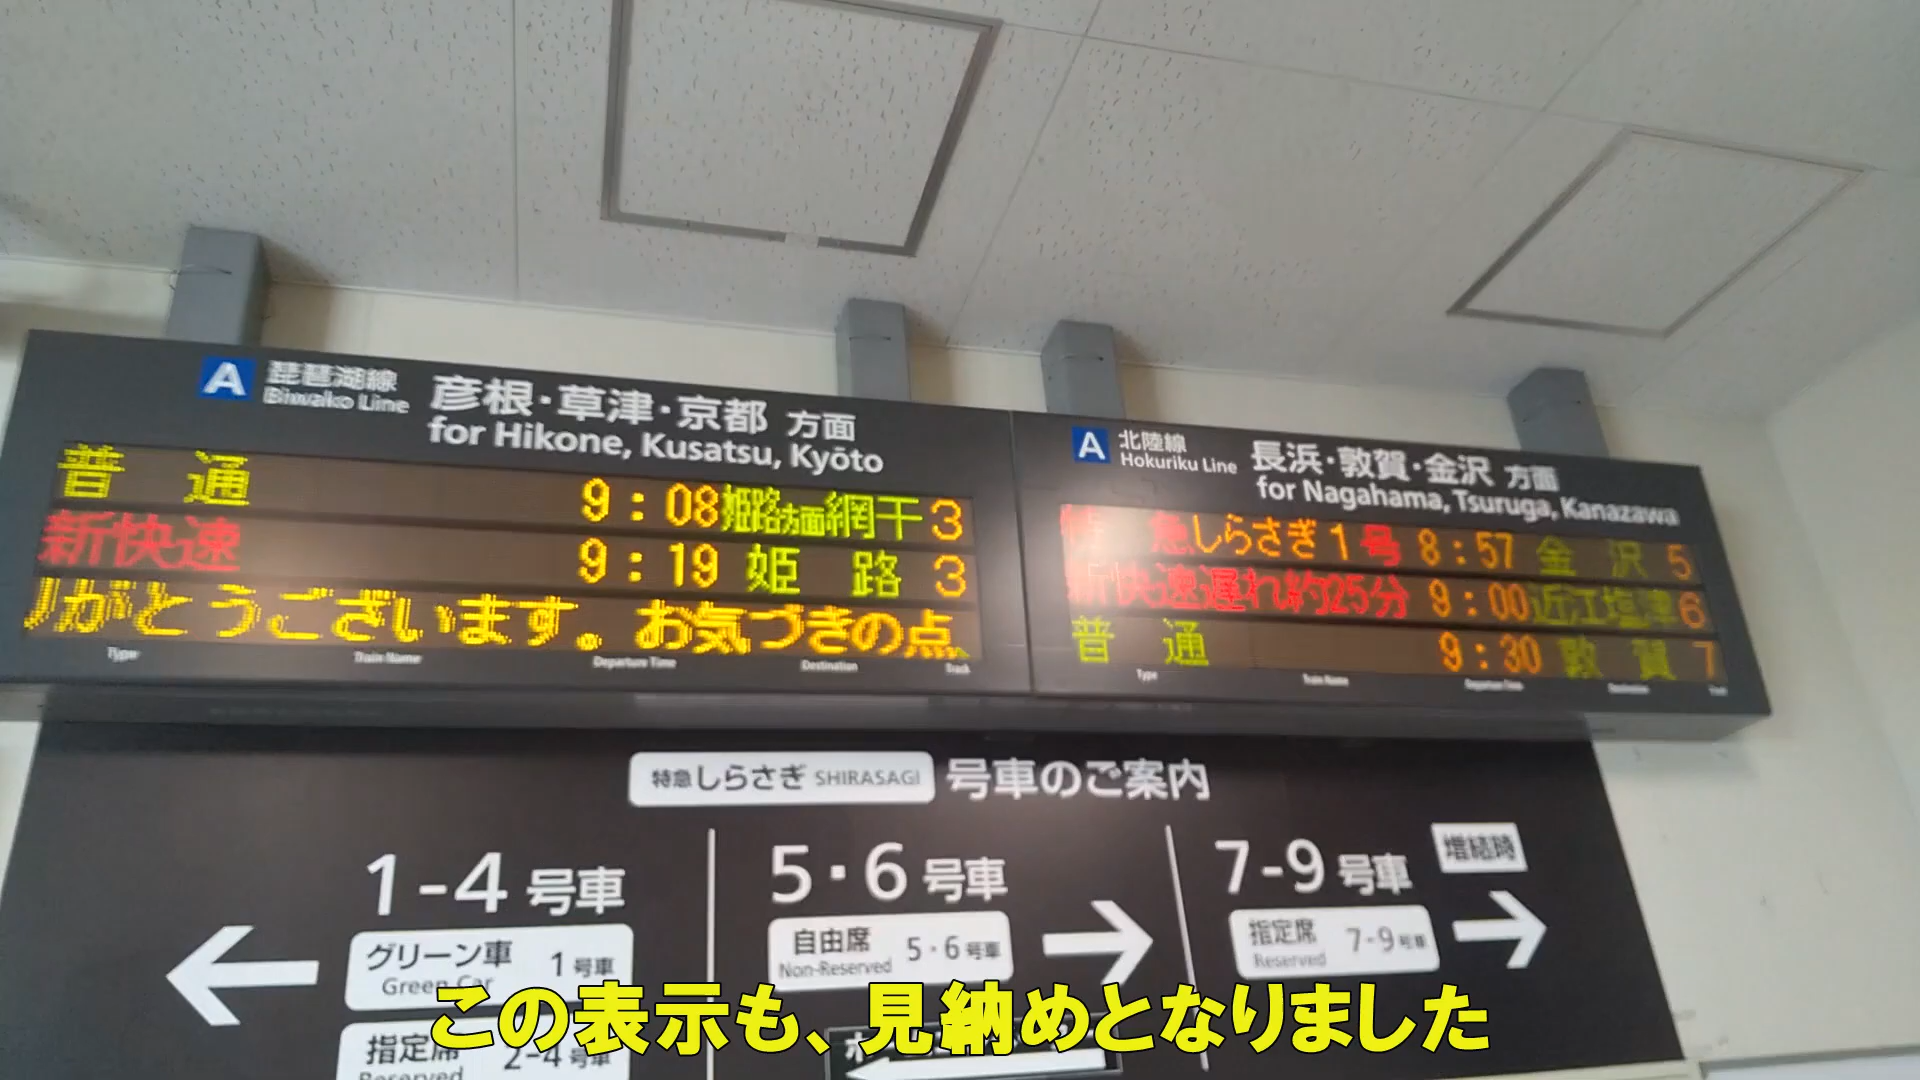 A 琵琶湖線 彦根・草津・京都 方面
Biwako Line for Hikone, Kusatsu, Kyōto
普通 9:08 姫路方面網干 3
新快速 9:19 姫路 3
りがとうございます。お気づきの点、
Type Train Name Departure Time Destination Track
A 北陸線 長浜・敦賀・金沢 方面
Hokuriku Line for Nagahama, Tsuruga, Kanazawa
特急しらさぎ1号 8:57 金沢 5
新快速遅れ約25分 9:00 近江塩津 6
普通 9:30 敦賀 7
Type Train Name Departure Time Destination
特急しらさぎ SHIRASAGI 号車のご案内
1-4 号車
グリーン車 1号車
Green Car
指定席 2-4号車
Reserved
5・6 号車
自由席 5・6号車
Non-Reserved
7-9 号車 増結時
指定席 7-9号車
Reserved
この表示も、見納めとなりました